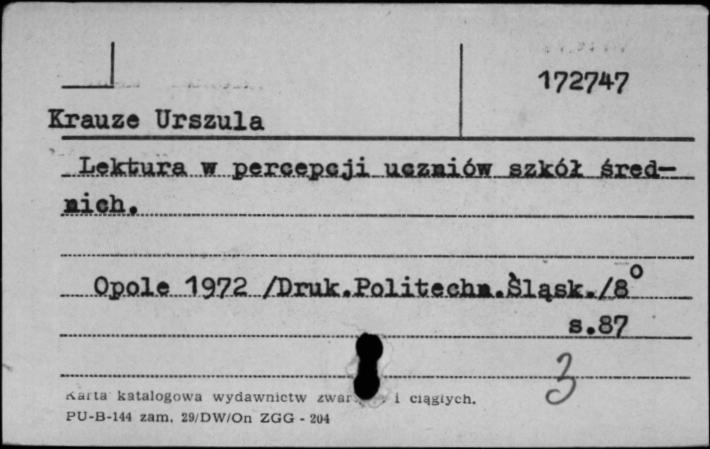 172747
Krauze Urszula
Lektura w percepcji uczniów szkół śred-
nich.
Opole 1972 /Druk.Politechn.Śląsk./8°
s.87
3
Karta katalogowa wydawnictw i ciągłych.
PU-B-144 zam. 29/DW/On ZGG - 204